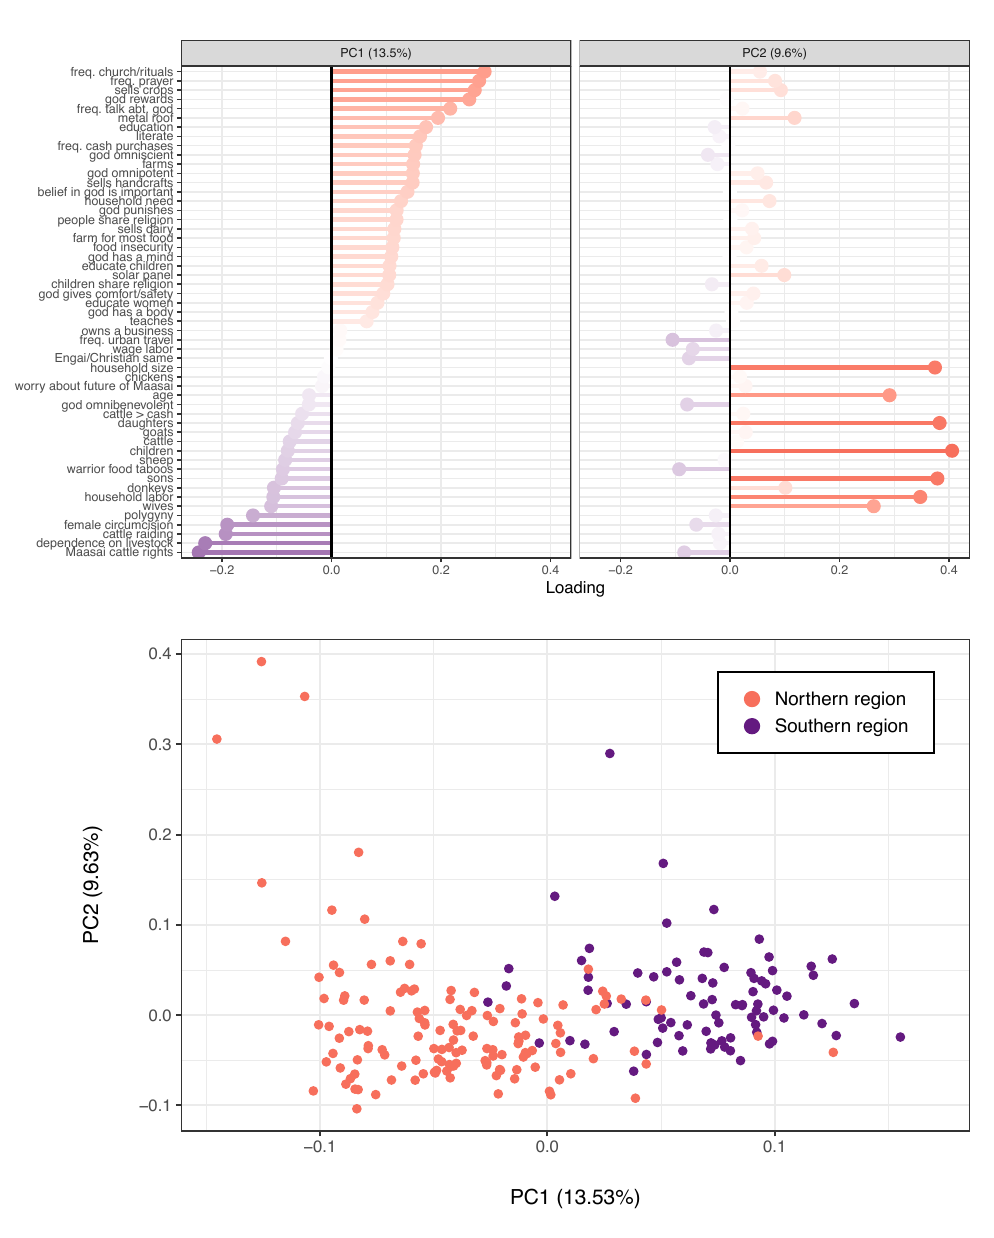 PC1 (13.5%)
PC2 (9.6%)
freq. church/rituals
freq. prayer
sells crops
god rewards
freq. talk abt. god
metal roof
education
literate
freq. cash purchases
god omniscient
farms
god omnipotent
sells handcrafts
belief in god is important
household need
god punishes
people share religion
sells dairy
farm for most food
food insecurity
god has a mind
educate children
solar panel
children share religion
god gives comfort/safety
educate women
god has a body
teaches
owns a business
freq. urban travel
wage labor
Engai/Christian same
household size
chickens
worry about future of Maasai
age
god omnibenevolent
cattle > cash
daughters
goats
cattle
children
sheep
warrior food taboos
sons
donkeys
household labor
wives
polygyny
female circumcision
cattle raiding
dependence on livestock
Maasai cattle rights
−0.2 0.0 0.2 0.4
−0.2 0.0 0.2 0.4
Loading
0.4
0.3
0.2
0.1
0.0
−0.1
PC2 (9.63%)
Northern region
Southern region
−0.1 0.0 0.1
PC1 (13.53%)